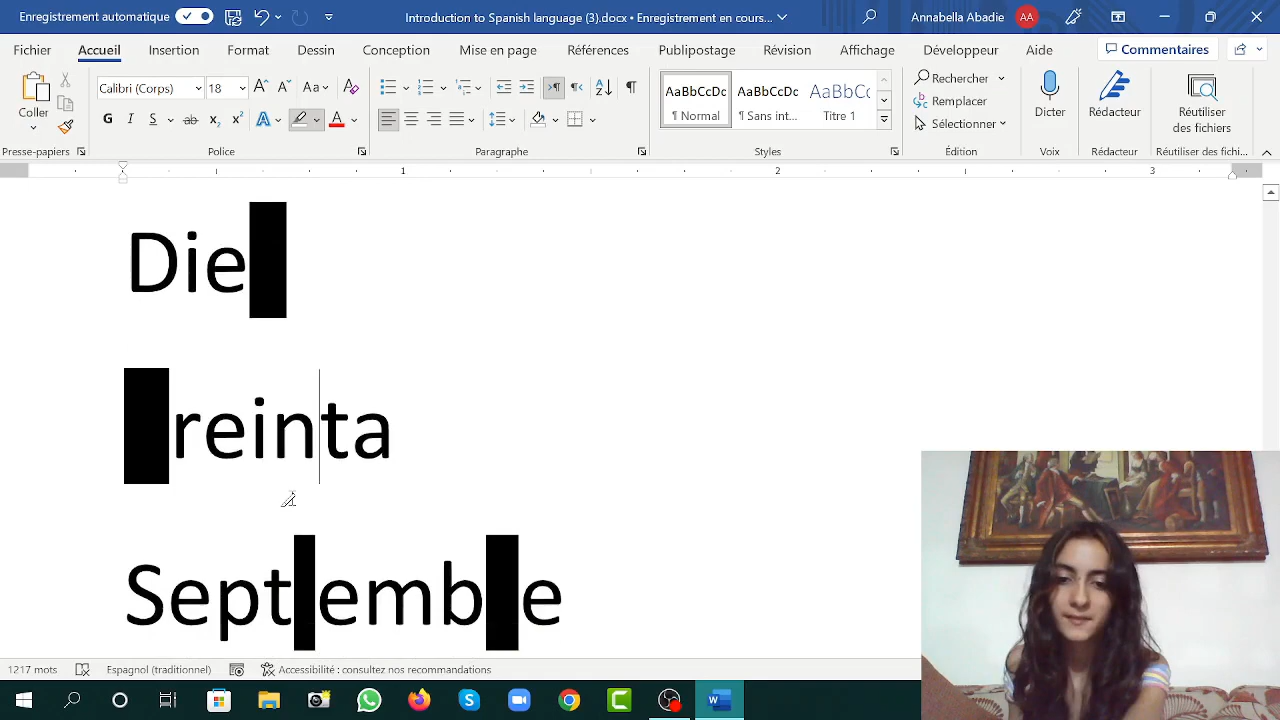 Enregistrement automatique
Introduction to Spanish language (3).docx • Enregistrement en cours...
Annabella Abadie AA
Fichier Accueil Insertion Format Dessin Conception Mise en page Références Publipostage Révision Affichage Développeur Aide Commentaires
Coller
Presse-papiers
Calibri (Corps) 18
Police
Paragraphe
AaBbCcDc AaBbCcDc AaBbCc
¶ Normal ¶ Sans int... Titre 1
Styles
Rechercher
Remplacer
Sélectionner
Édition
Dicter
Voix
Rédacteur
Rédacteur
Réutiliser
des fichiers
Réutiliser des fichi...
1 2 3
Die
reinta
Sept emb e
1217 mots Espagnol (traditionnel) Accessibilité : consultez nos recommandations